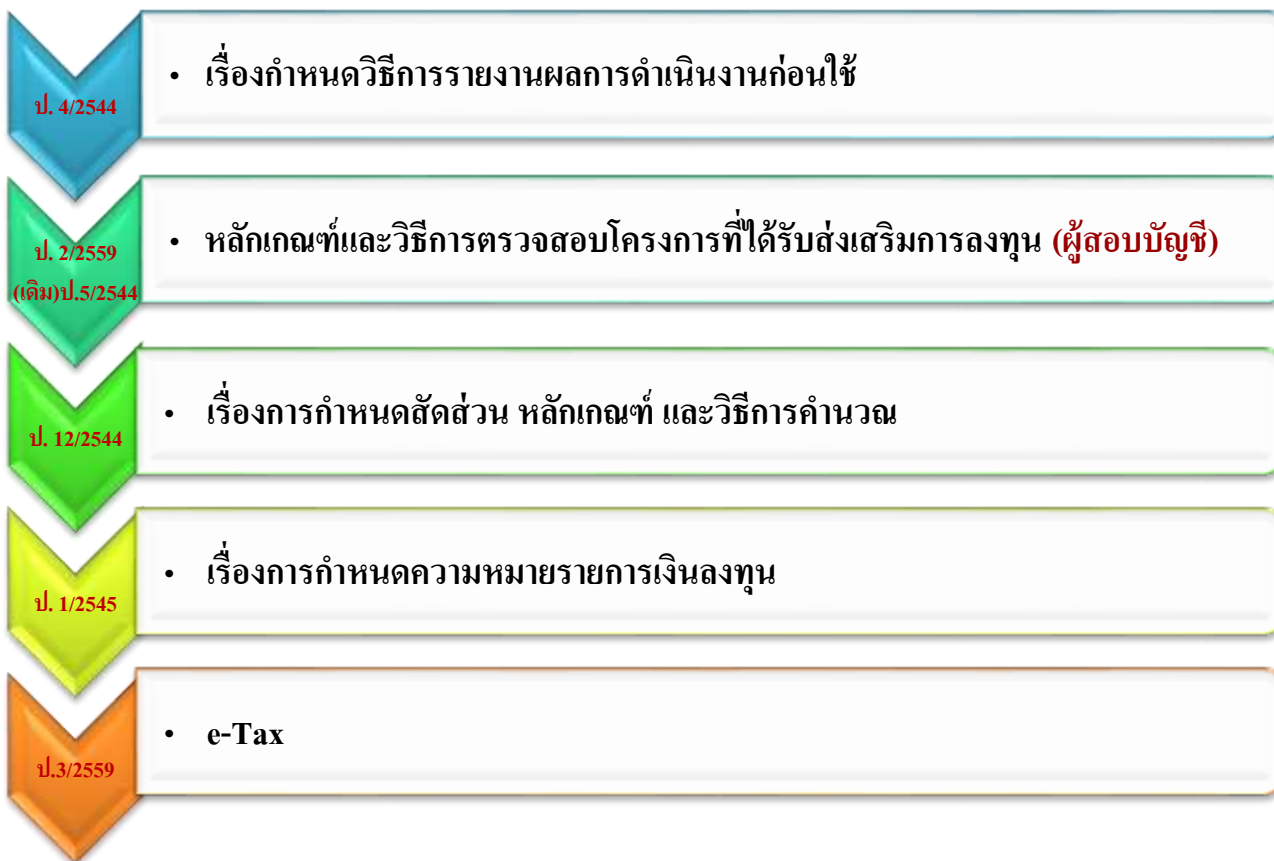 ป. 4/2544
• เรื่องกำหนดวิธีการรายงานผลการดำเนินงานก่อนใช้
ป. 2/2559
(เดิม)ป.5/2544
• หลักเกณฑ์และวิธีการตรวจสอบโครงการที่ได้รับส่งเสริมการลงทุน (ผู้สอบบัญชี)
ป. 12/2544
• เรื่องการกำหนดสัดส่วน หลักเกณฑ์ และวิธีการคำนวณ
ป. 1/2545
• เรื่องการกำหนดความหมายรายการเงินลงทุน
ป.3/2559
• e-Tax